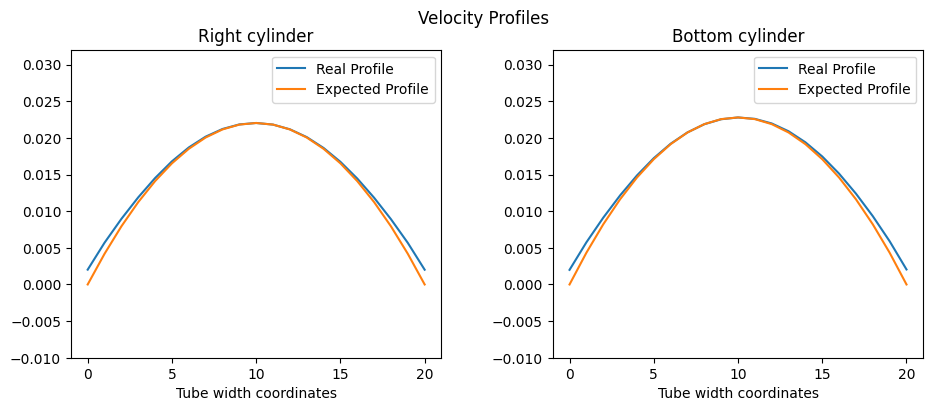 Velocity Profiles
Right cylinder
Real Profile
Expected Profile
0.030
0.025
0.020
0.015
0.010
0.005
0.000
−0.005
−0.010
0 5 10 15 20
Tube width coordinates
Bottom cylinder
Real Profile
Expected Profile
0.030
0.025
0.020
0.015
0.010
0.005
0.000
−0.005
−0.010
0 5 10 15 20
Tube width coordinates